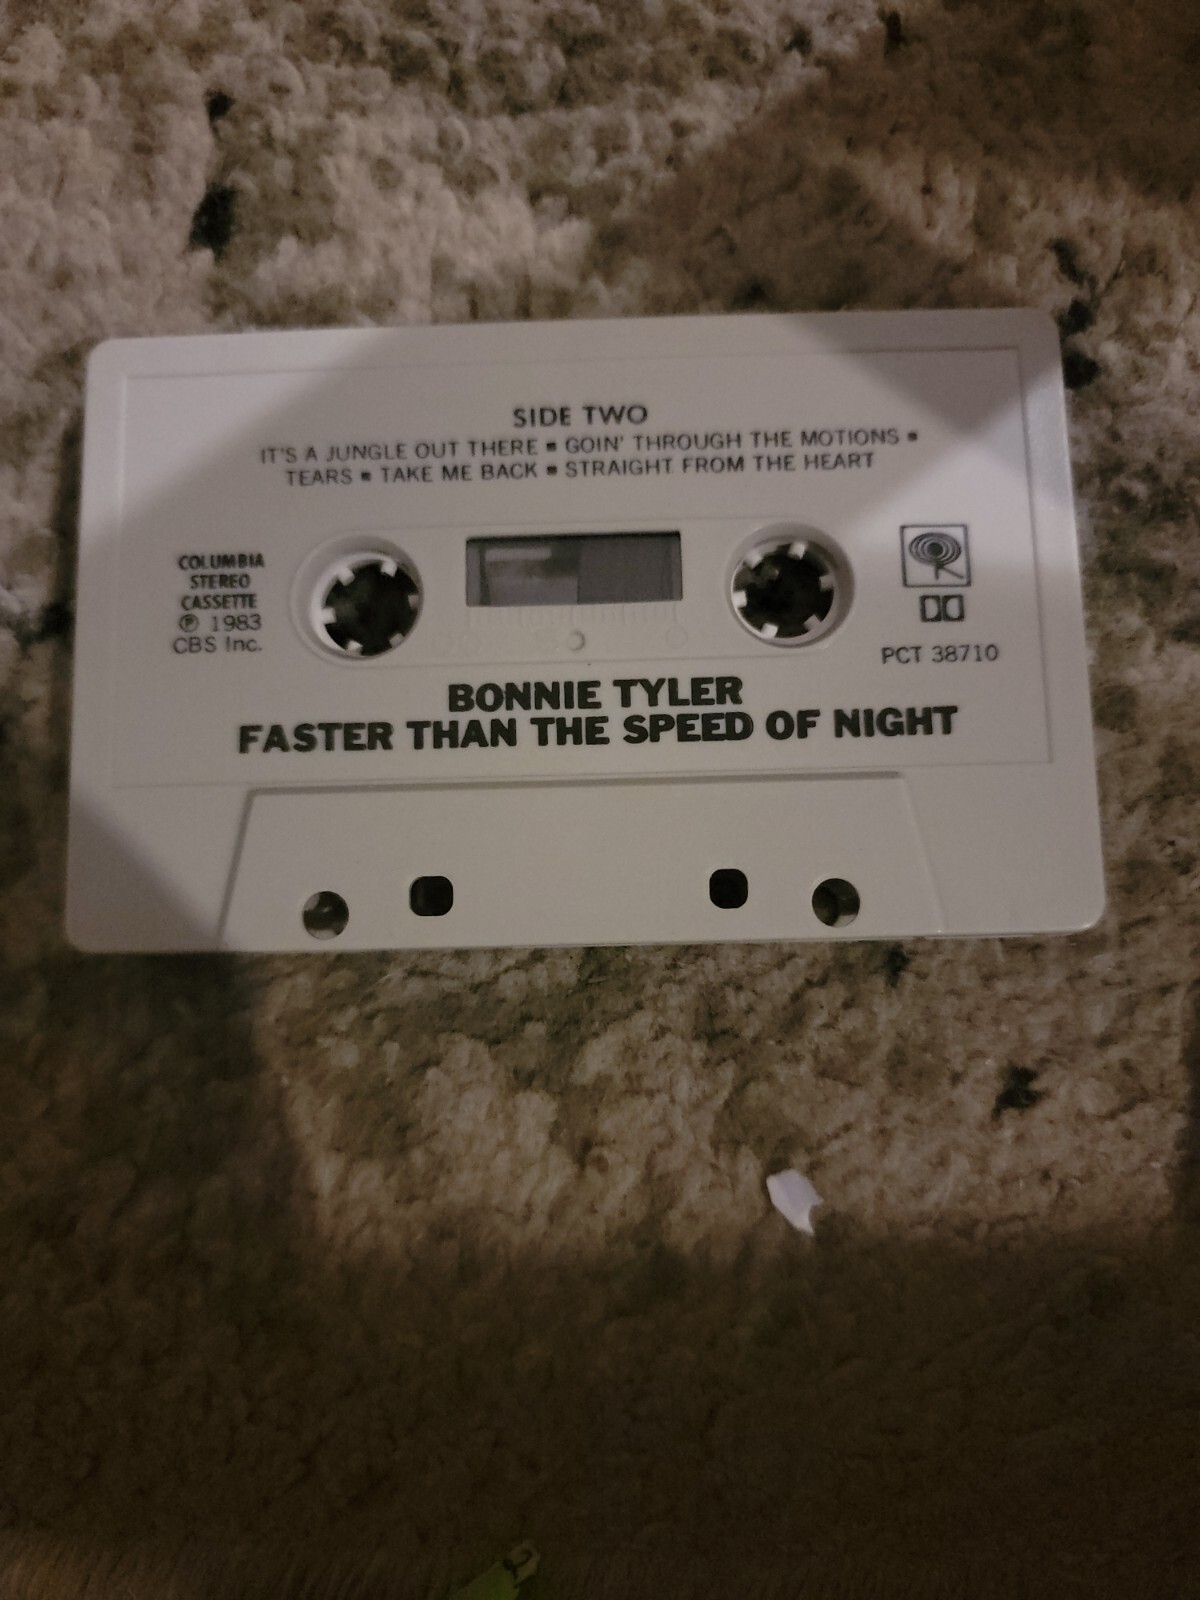 SIDE TWO
IT'S A JUNGLE OUT THERE ▪ GOIN' THROUGH THE MOTIONS ▪
TEARS ▪ TAKE ME BACK ▪ STRAIGHT FROM THE HEART
COLUMBIA
STEREO
CASSETTE
℗ 1983
CBS Inc.
PCT 38710
BONNIE TYLER
FASTER THAN THE SPEED OF NIGHT